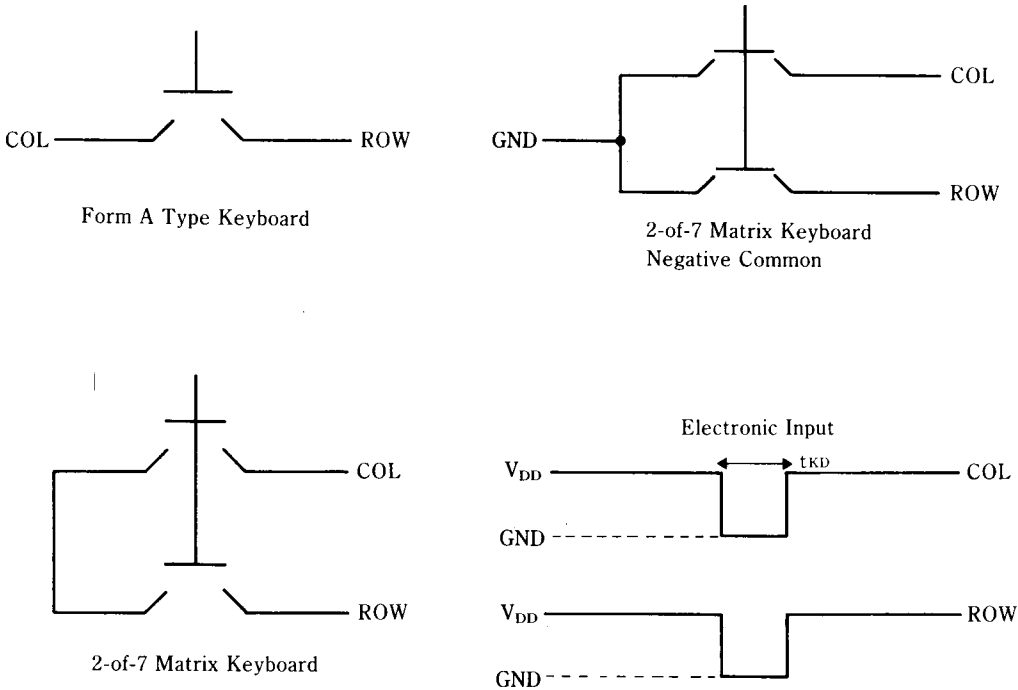 COL
ROW
Form A Type Keyboard
GND
COL
ROW
2-of-7 Matrix Keyboard
Negative Common
COL
ROW
2-of-7 Matrix Keyboard
Electronic Input
tKD
VDD
COL
GND
VDD
ROW
GND